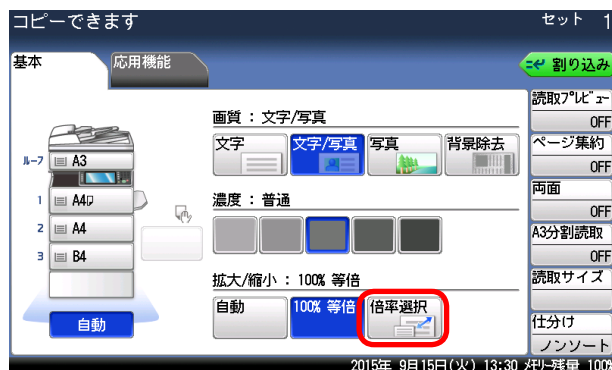 コピーできます
セット 1
基本
応用機能
割り込み
画質 : 文字/写真
文字
文字/写真
写真
背景除去
ルーフ A3
1 A4
2 A4
3 B4
自動
濃度 : 普通
拡大/縮小 : 100% 等倍
自動
100% 等倍
倍率選択
読取プレビュー
OFF
ページ集約
OFF
両面
OFF
A3分割読取
OFF
読取サイズ
仕分け
ノンソート
2015年 9月15日(火) 13:30 メモリー残量 100%